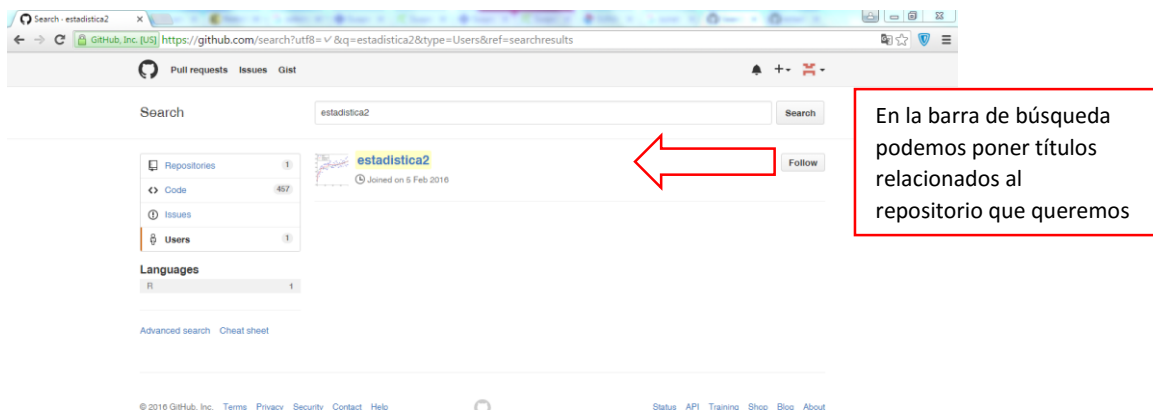 Search · estadistica2
GitHub, Inc. [US] https://github.com/search?utf8=✓&q=estadistica2&type=Users&ref=searchresults
Pull requests Issues Gist
Search
estadistica2
Search
Repositories 1
Code 457
Issues
Users 1
Languages
R 1
Advanced search Cheat sheet
estadistica2
Joined on 5 Feb 2016
Follow
En la barra de búsqueda
podemos poner títulos
relacionados al
repositorio que queremos
© 2016 GitHub, Inc. Terms Privacy Security Contact Help
Status API Training Shop Blog About